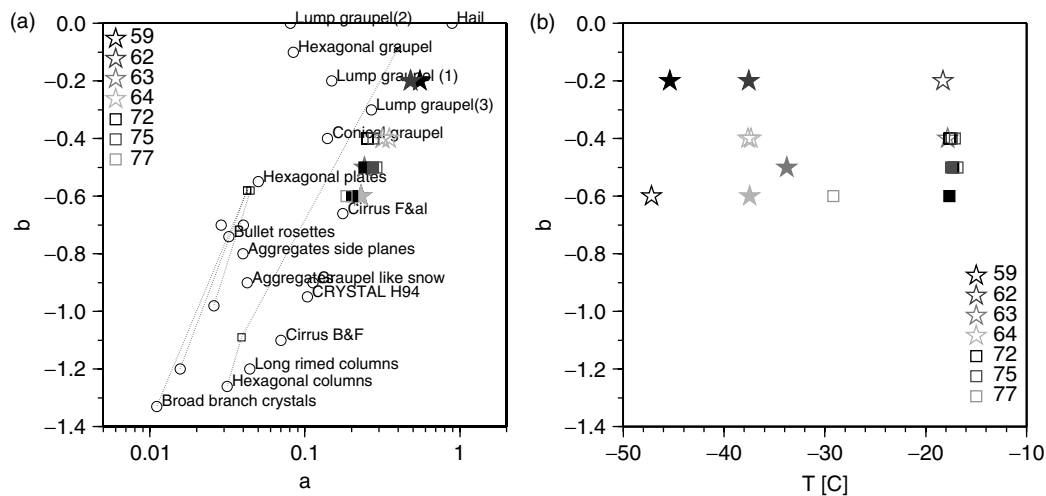 (a)
0.0
−0.2
−0.4
−0.6
−0.8
−1.0
−1.2
−1.4
b
59
62
63
64
72
75
77
Lump graupel(2)
Hail
Hexagonal graupel
Lump graupel (1)
Lump graupel(3)
Conical graupel
Hexagonal plates
Cirrus F&al
Bullet rosettes
Aggregates side planes
Aggregates
Graupel like snow
CRYSTAL H94
Cirrus B&F
Long rimed columns
Hexagonal columns
Broad branch crystals
0.01
0.1
1
a
(b)
0.0
−0.2
−0.4
−0.6
−0.8
−1.0
−1.2
−1.4
b
59
62
63
64
72
75
77
−50
−40
−30
−20
−10
T [C]